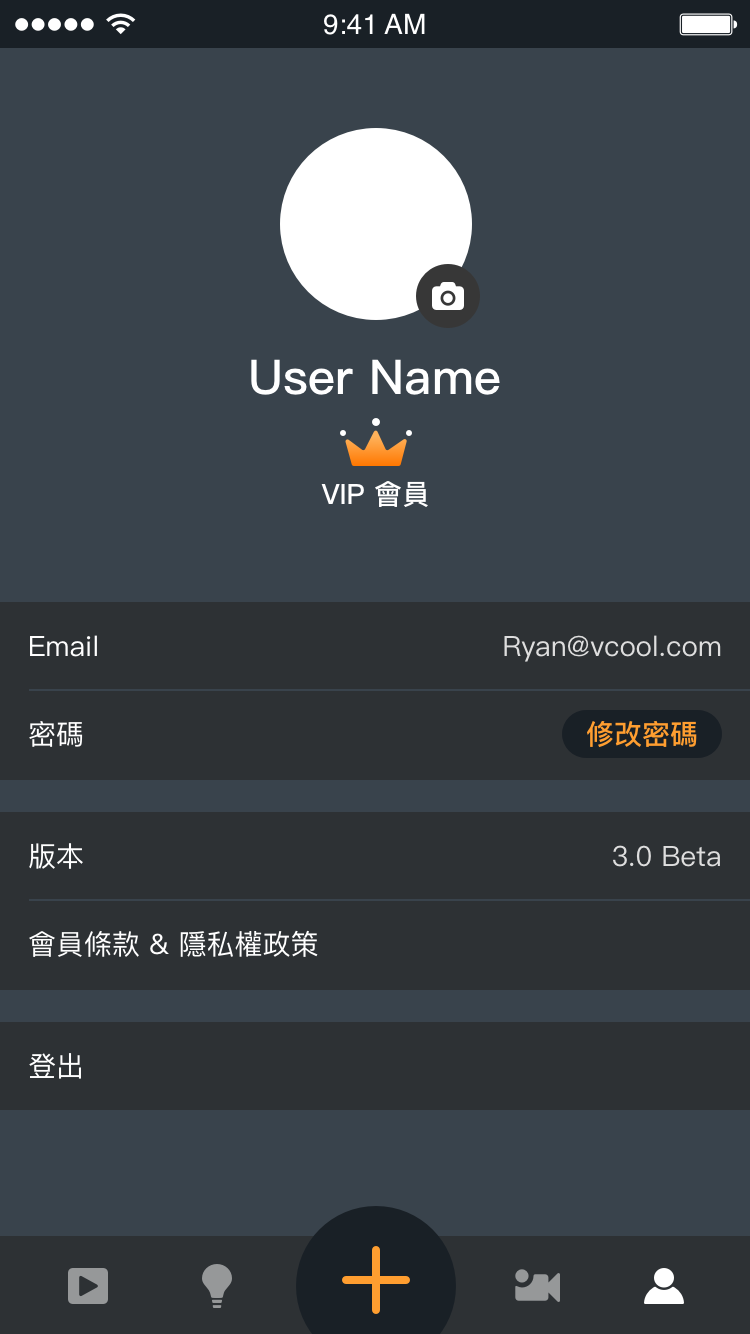 9:41 AM
User Name
VIP 會員
Email
Ryan@vcool.com
密碼
修改密碼
版本
3.0 Beta
會員條款 & 隱私權政策
登出